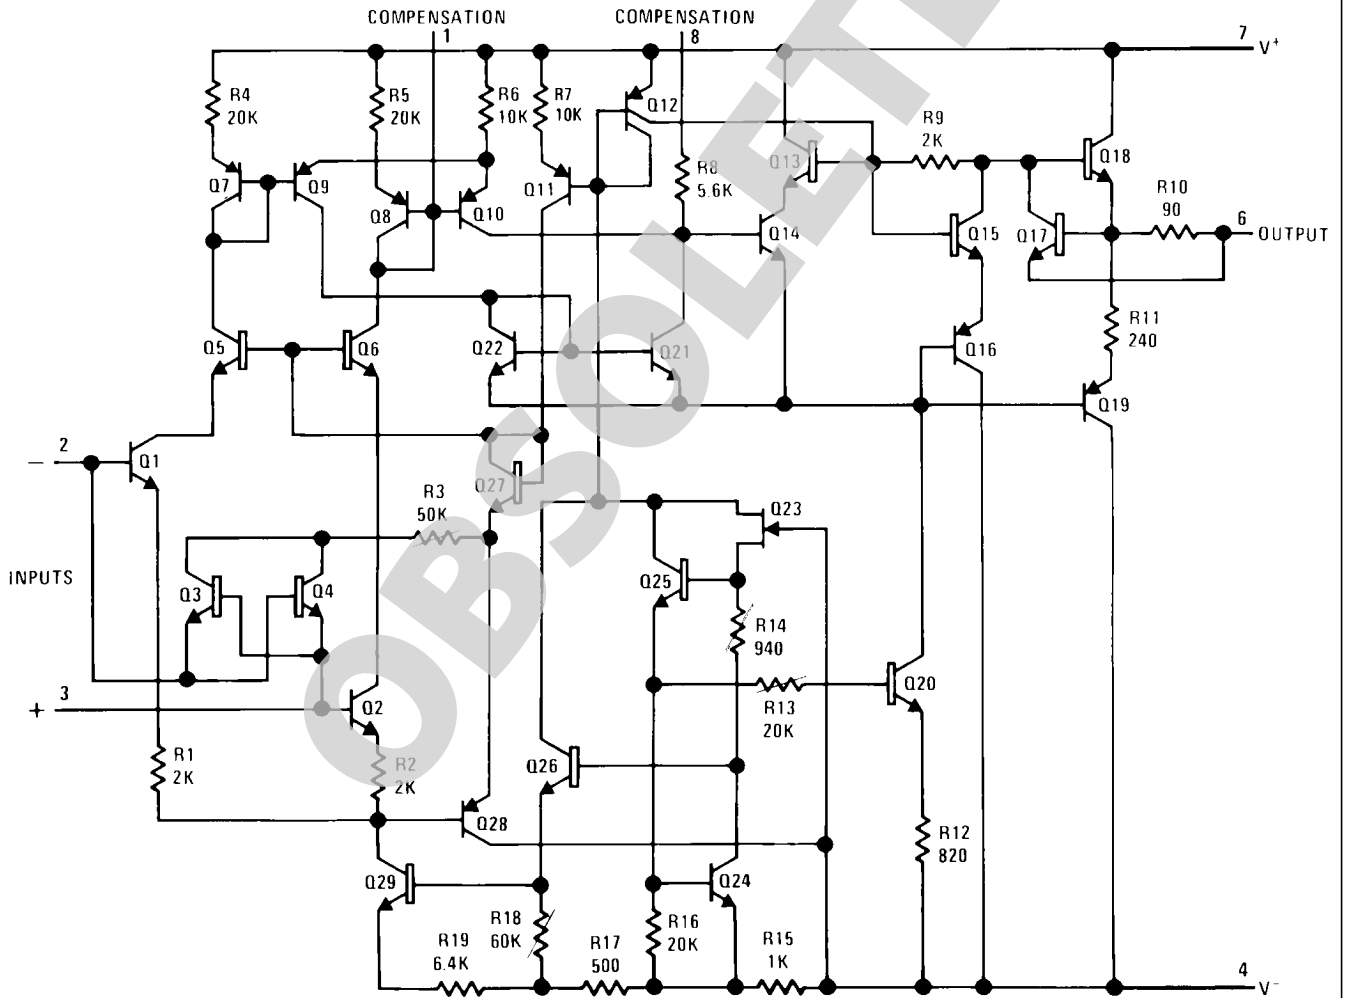 COMPENSATION
1
COMPENSATION
8
7
V+
R4
20K
R5
20K
R6
10K
R7
10K
Q12
R9
2K
R8
5.6K
Q13
Q18
Q7
Q9
Q8
Q10
Q11
Q14
Q15
Q17
R10
90
6
OUTPUT
Q5
Q6
Q22
Q21
Q16
R11
240
Q19
2
−
Q1
R3
50K
Q27
Q23
INPUTS
Q3
Q4
Q25
R14
940
3
+
Q2
R13
20K
Q20
R1
2K
R2
2K
Q26
Q28
R12
820
Q29
Q24
R18
60K
R16
20K
R19
6.4K
R17
500
R15
1K
4
V−
OBSOLETE